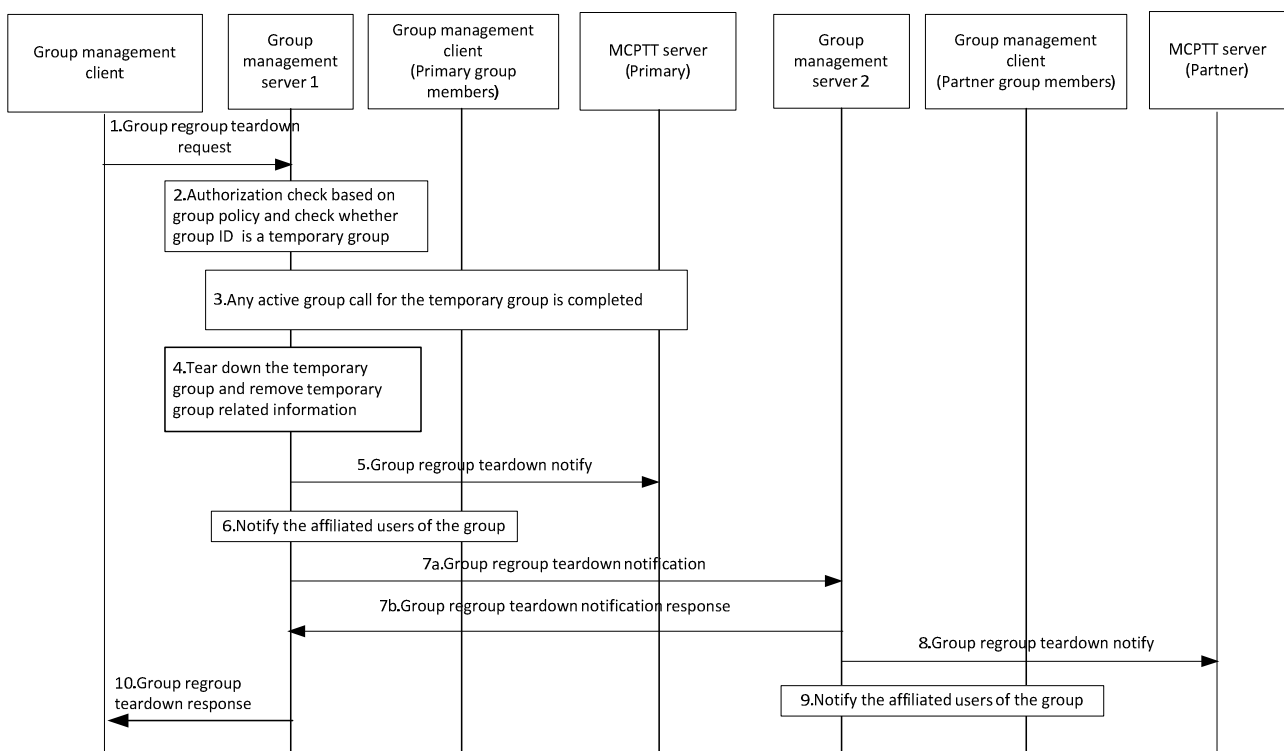 Group management
client
Group
management
server 1
Group management
client
(Primary group
members)
MCPTT server
(Primary)
Group
management
server 2
Group management
client
(Partner group members)
MCPTT server
(Partner)
1.Group regroup teardown
request
2.Authorization check based on
group policy and check whether
group ID is a temporary group
3.Any active group call for the temporary group is completed
4.Tear down the temporary
group and remove temporary
group related information
5.Group regroup teardown notify
6.Notify the affiliated users of the group
7a.Group regroup teardown notification
7b.Group regroup teardown notification response
8.Group regroup teardown notify
9.Notify the affiliated users of the group
10.Group regroup
teardown response